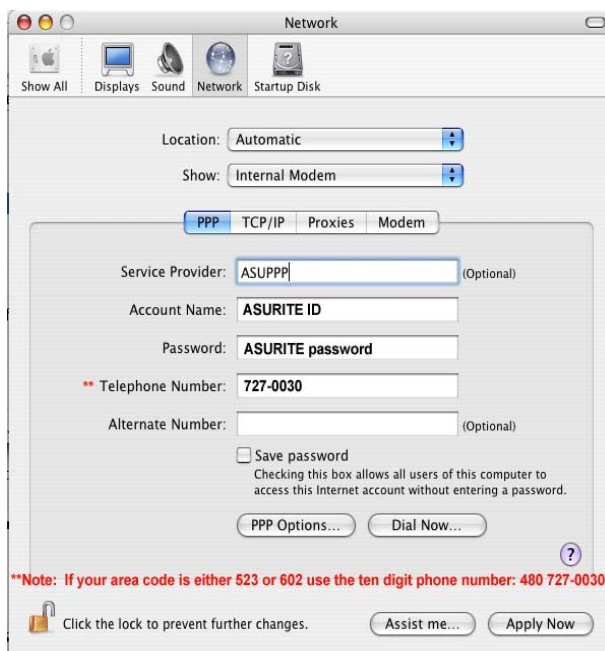 Network
Show All Displays Sound Network Startup Disk
Location: Automatic
Show: Internal Modem
PPP TCP/IP Proxies Modem
Service Provider: ASUPPP (Optional)
Account Name: ASURITE ID
Password: ASURITE password
** Telephone Number: 727-0030
Alternate Number: (Optional)
Save password
Checking this box allows all users of this computer to
access this Internet account without entering a password.
PPP Options... Dial Now...
?
**Note: If your area code is either 523 or 602 use the ten digit phone number: 480 727-0030
Click the lock to prevent further changes. Assist me... Apply Now